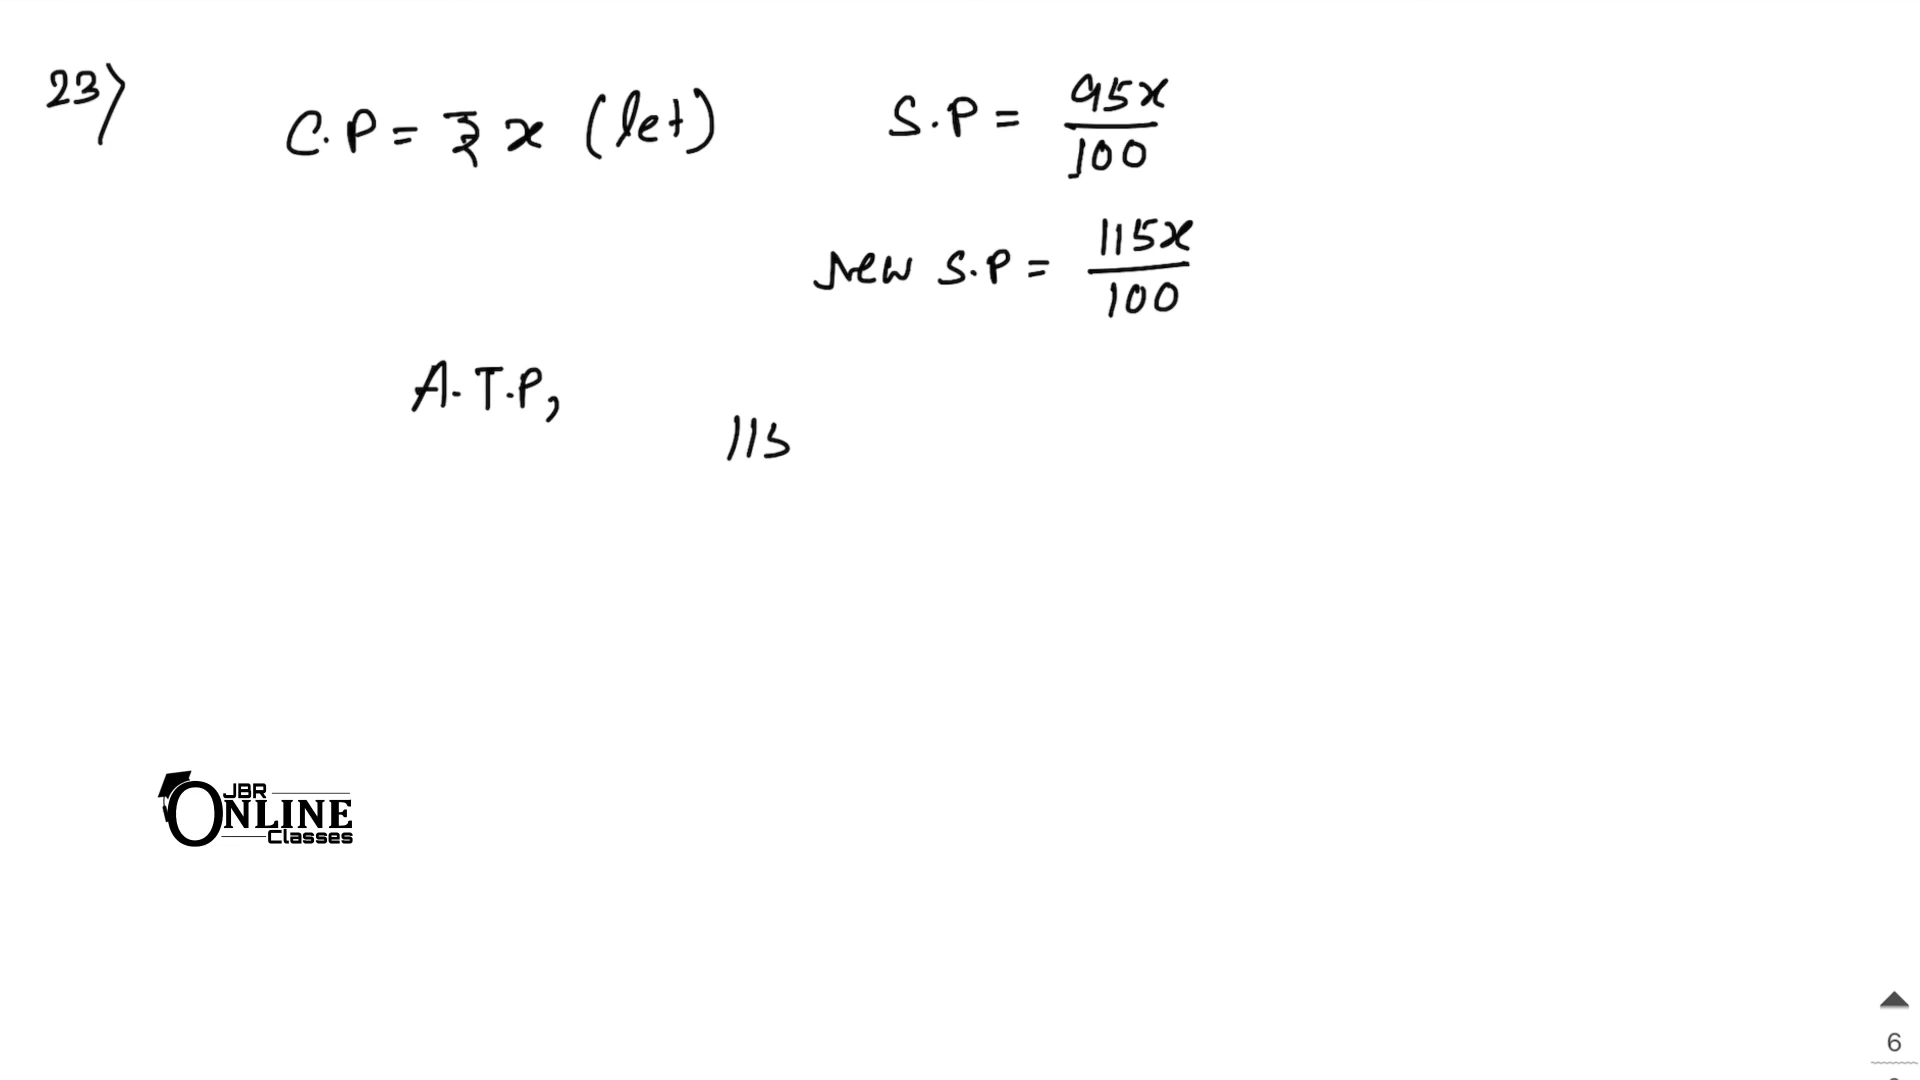 23)
C.P = ₹ x (let)
S.P = 95x/100
New S.P = 115x/100
A.T.P,
115
JBR
ONLINE
Classes
6